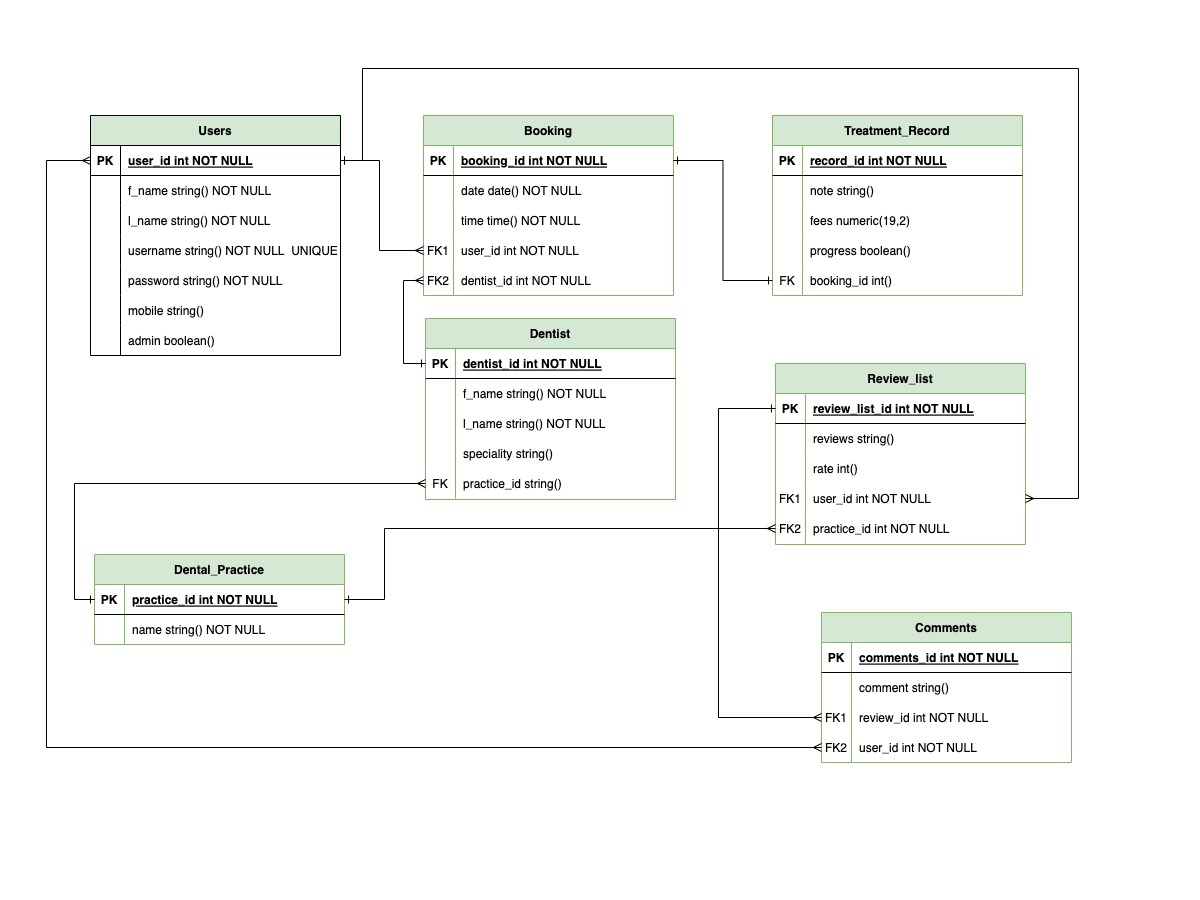 Users
PK user_id int NOT NULL
f_name string() NOT NULL
l_name string() NOT NULL
username string() NOT NULL  UNIQUE
password string() NOT NULL
mobile string()
admin boolean()
Booking
PK booking_id int NOT NULL
date date() NOT NULL
time time() NOT NULL
FK1 user_id int NOT NULL
FK2 dentist_id int NOT NULL
Treatment_Record
PK record_id int NOT NULL
note string()
fees numeric(19,2)
progress boolean()
FK booking_id int()
Dentist
PK dentist_id int NOT NULL
f_name string() NOT NULL
l_name string() NOT NULL
speciality string()
FK practice_id string()
Review_list
PK review_list_id int NOT NULL
reviews string()
rate int()
FK1 user_id int NOT NULL
FK2 practice_id int NOT NULL
Dental_Practice
PK practice_id int NOT NULL
name string() NOT NULL
Comments
PK comments_id int NOT NULL
comment string()
FK1 review_id int NOT NULL
FK2 user_id int NOT NULL